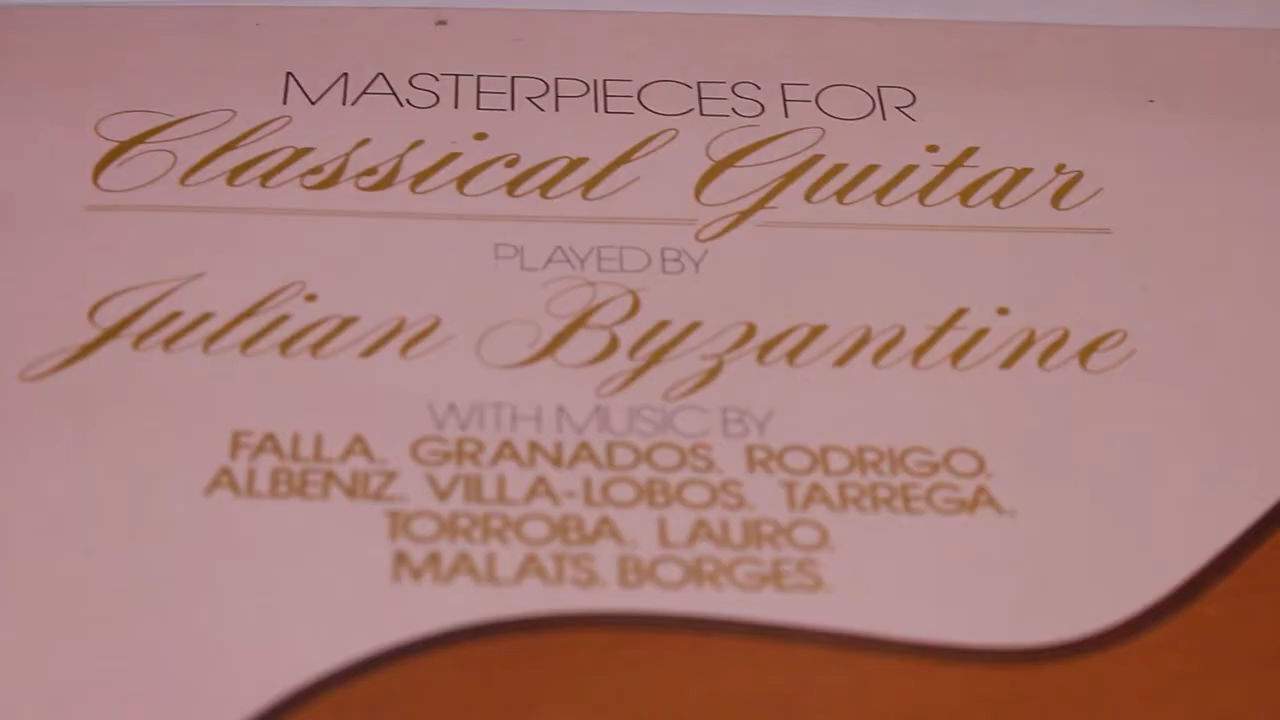 MASTERPIECES FOR
Classical Guitar
PLAYED BY
Julian Byzantine
WITH MUSIC BY
FALLA. GRANADOS. RODRIGO.
ALBENIZ. VILLA-LOBOS. TARREGA.
TORROBA. LAURO.
MALATS. BORGES.